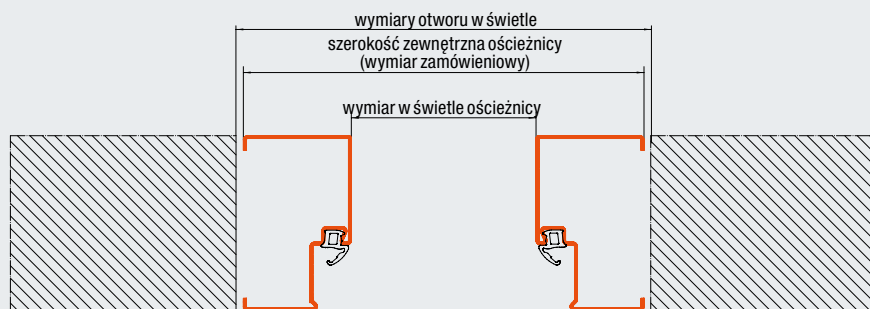 wymiary otworu w świetle
szerokość zewnętrzna ościeżnicy
(wymiar zamówieniowy)
wymiar w świetle ościeżnicy